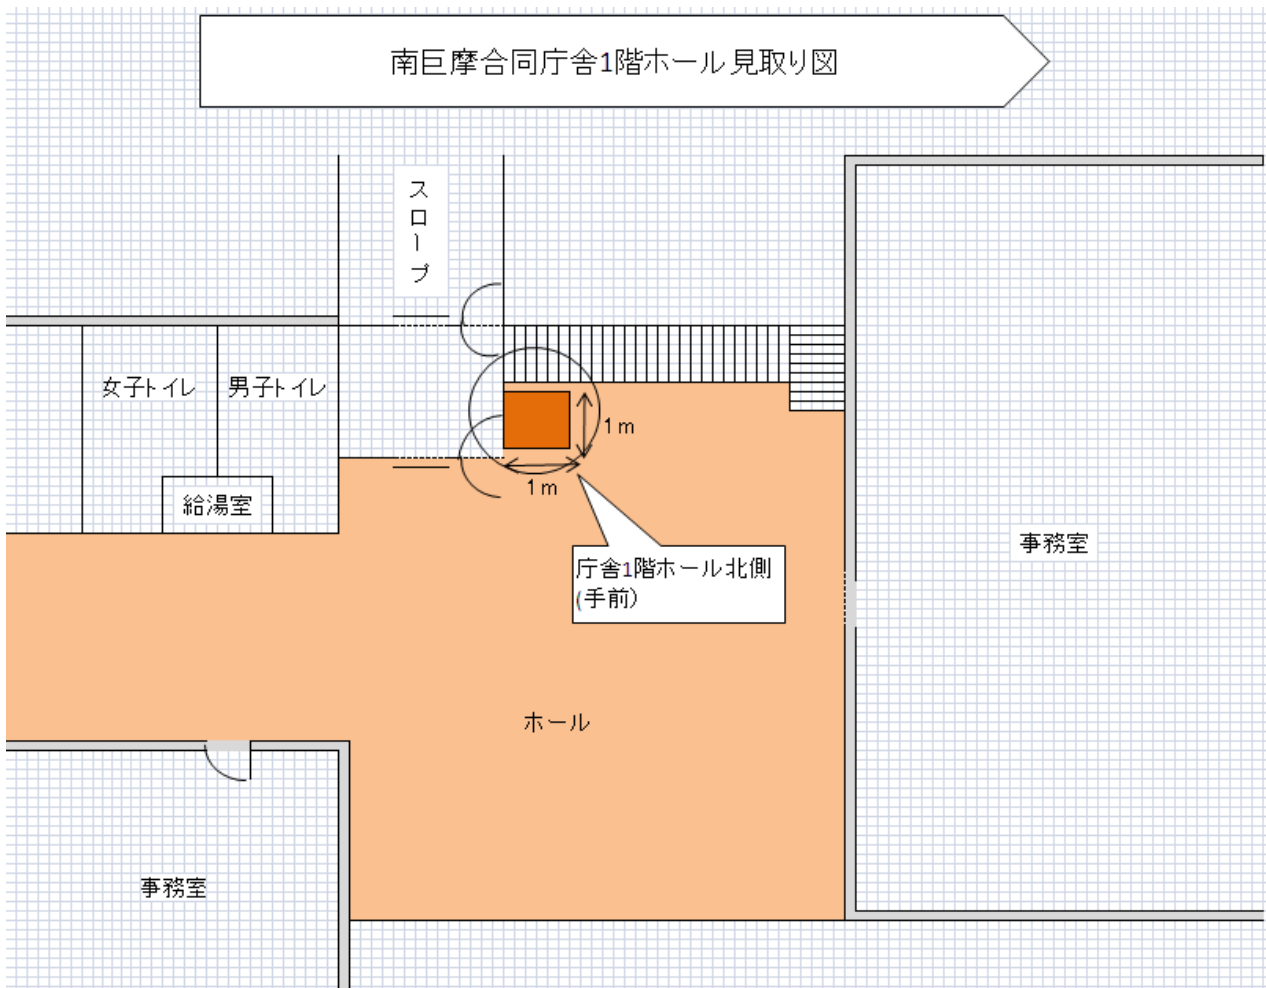 南巨摩合同庁舎1階ホール見取り図
スロープ
女子トイレ
男子トイレ
給湯室
1m
1m
庁舎1階ホール北側
(手前)
事務室
ホール
事務室